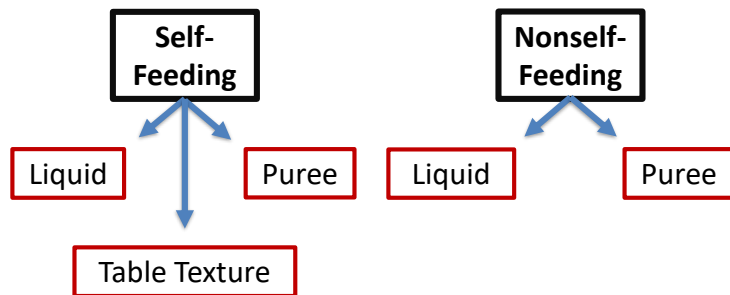 Self-
Feeding
Liquid
Puree
Table Texture
Nonself-
Feeding
Liquid
Puree